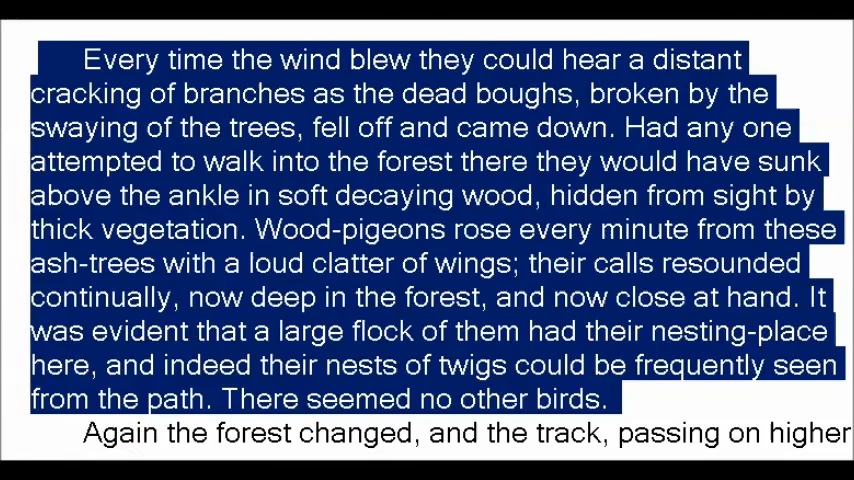 Every time the wind blew they could hear a distant
cracking of branches as the dead boughs, broken by the
swaying of the trees, fell off and came down. Had any one
attempted to walk into the forest there they would have sunk
above the ankle in soft decaying wood, hidden from sight by
thick vegetation. Wood-pigeons rose every minute from these
ash-trees with a loud clatter of wings; their calls resounded
continually, now deep in the forest, and now close at hand. It
was evident that a large flock of them had their nesting-place
here, and indeed their nests of twigs could be frequently seen
from the path. There seemed no other birds.
Again the forest changed, and the track, passing on higher